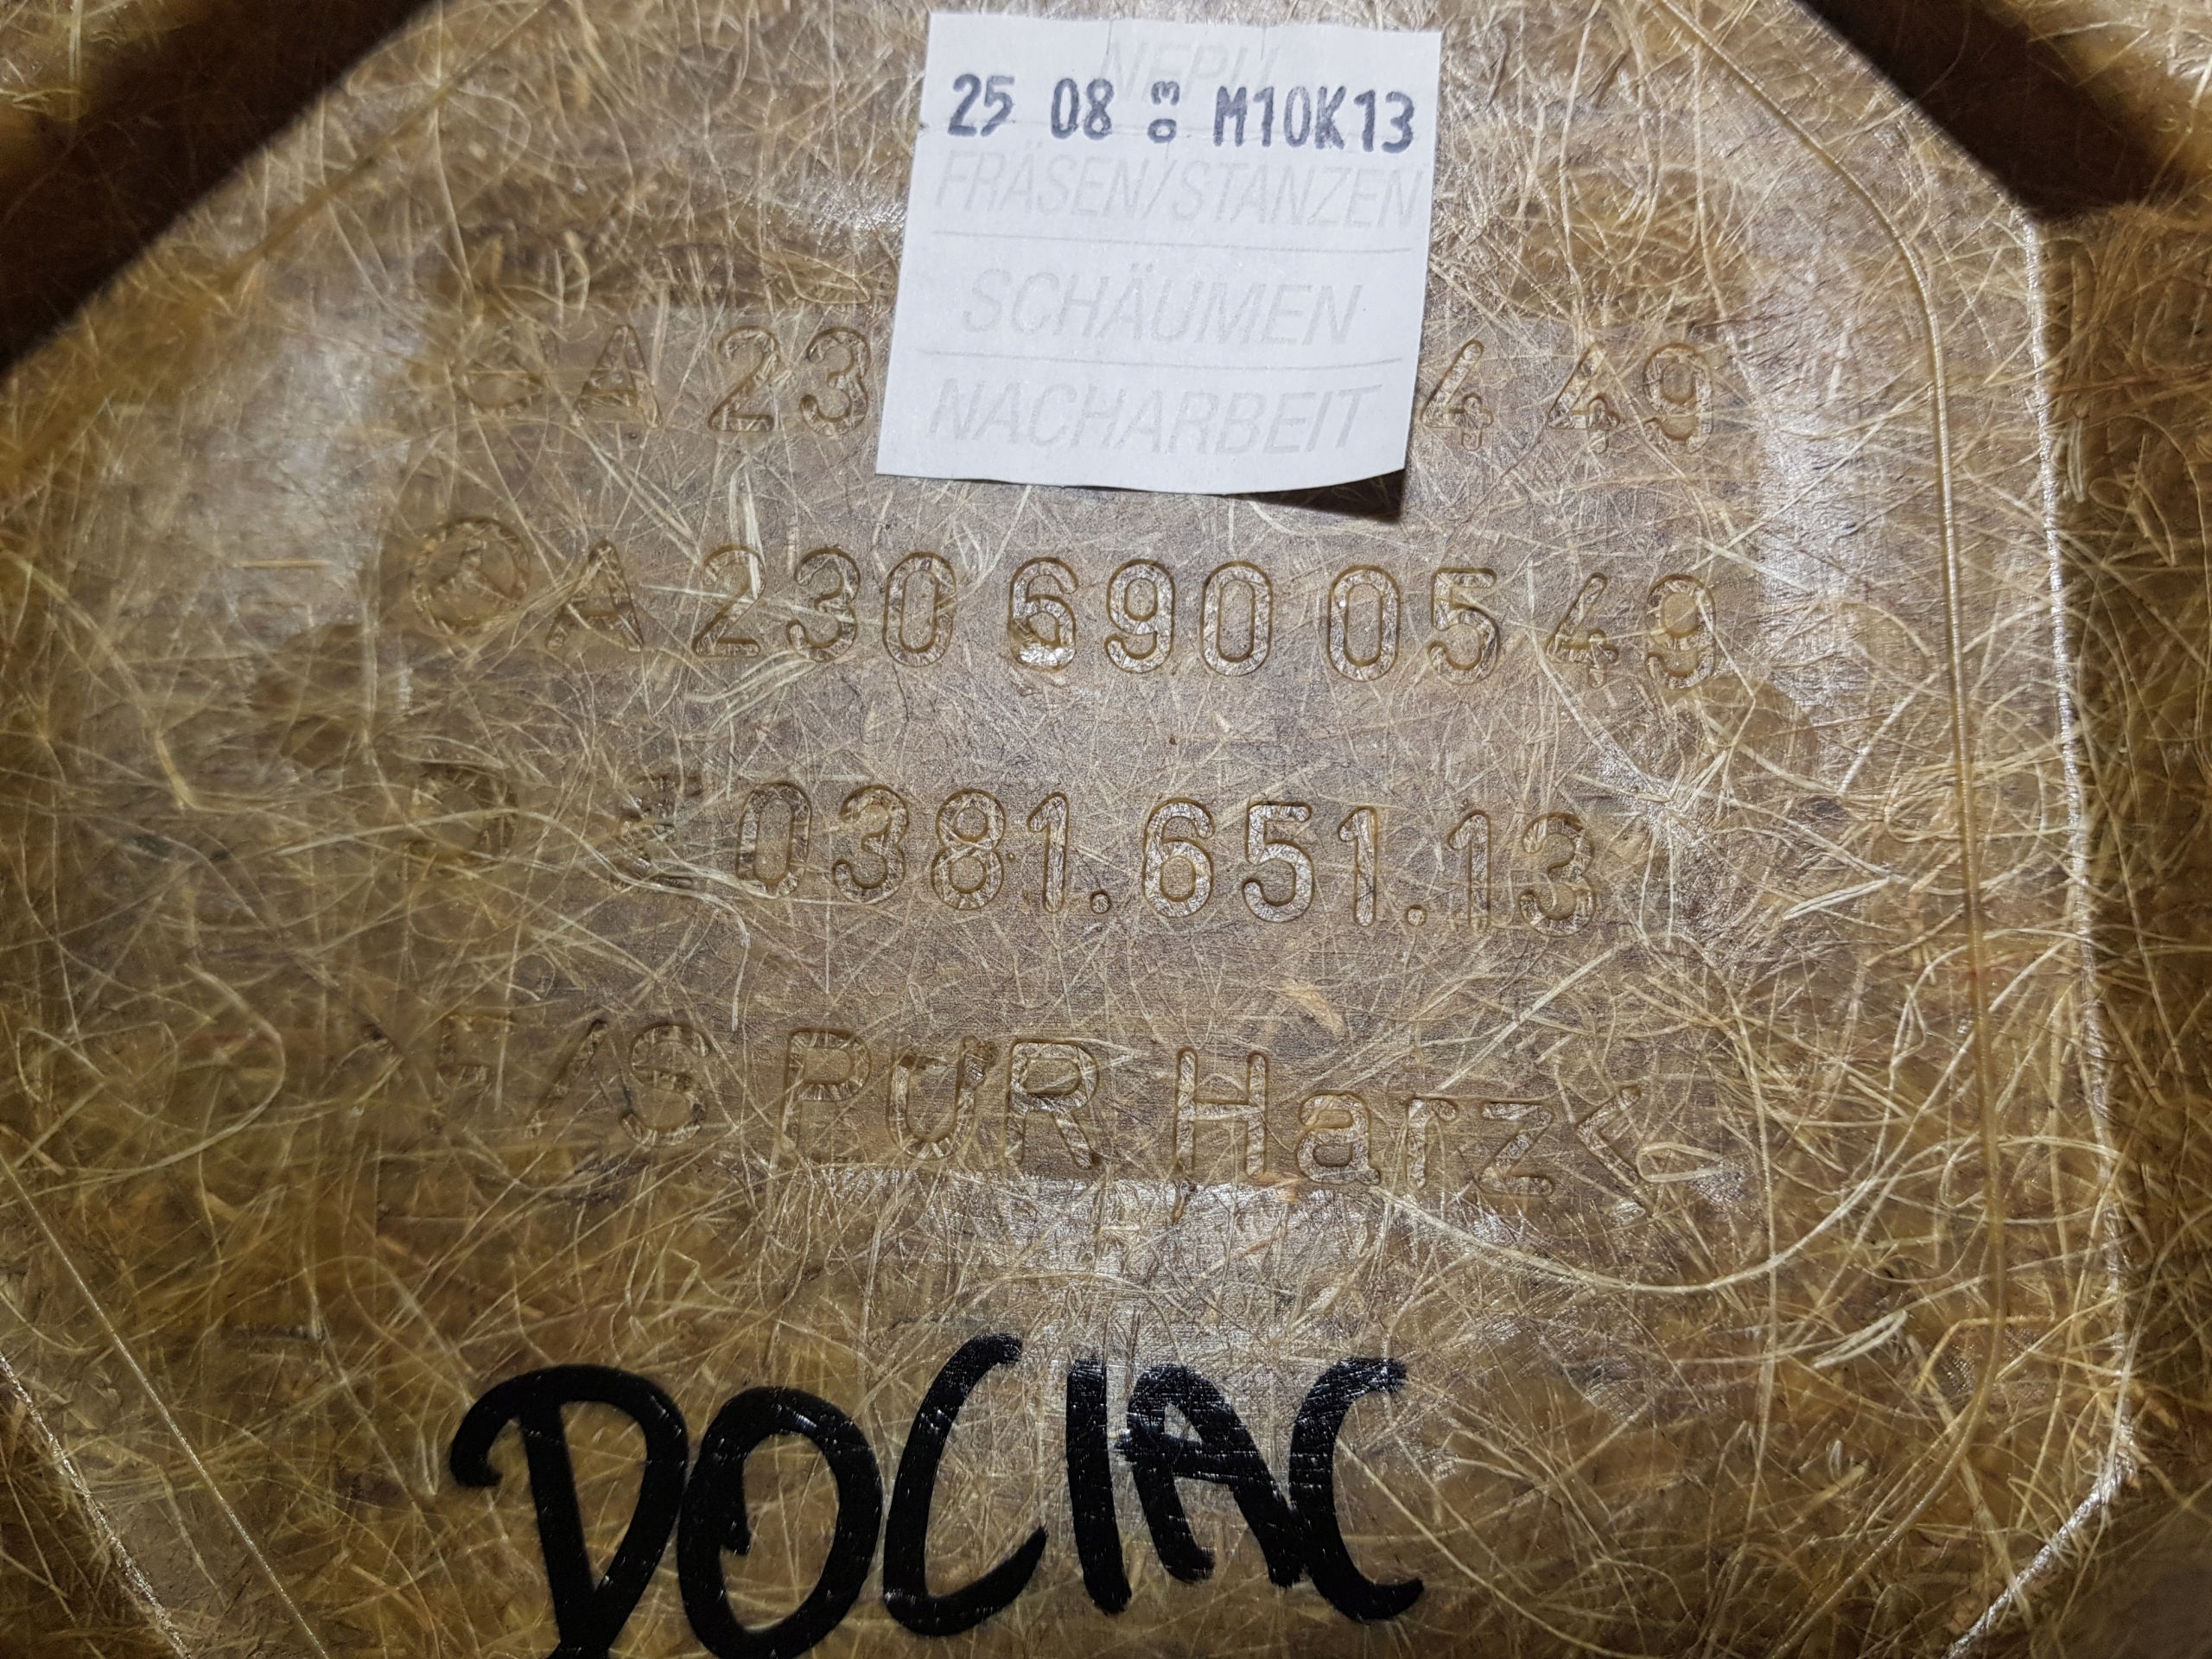 NEPU
25 08 03 M10K13
FRÄSEN/STANZEN
SCHÄUMEN
NACHARBEIT
A 23 4 49
A 230 690 05 49
0381.651.13
F/S PUR Harz<